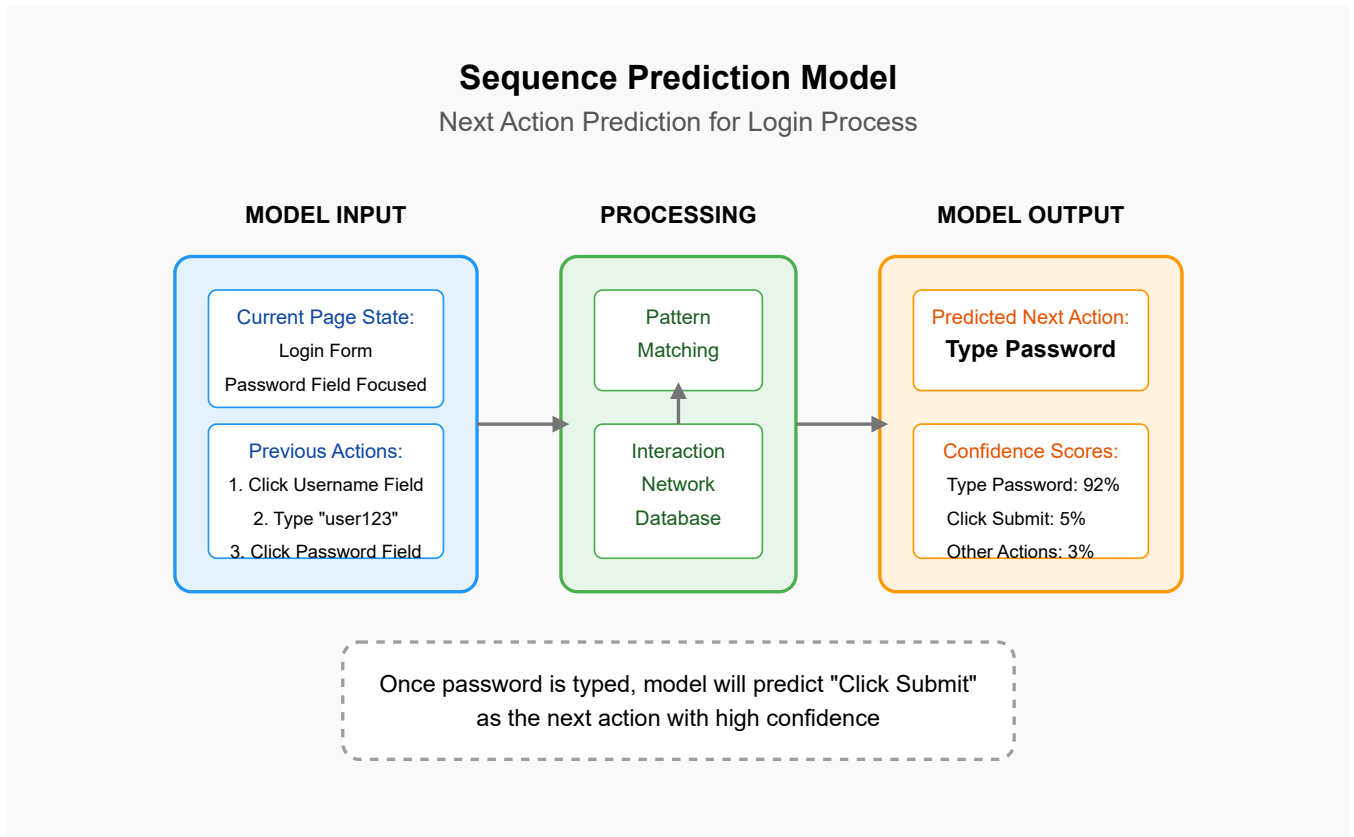 Sequence Prediction Model
Next Action Prediction for Login Process
MODEL INPUT
Current Page State:
Login Form
Password Field Focused
Previous Actions:
1. Click Username Field
2. Type "user123"
3. Click Password Field
PROCESSING
Pattern
Matching
Interaction
Network
Database
MODEL OUTPUT
Predicted Next Action:
Type Password
Confidence Scores:
Type Password: 92%
Click Submit: 5%
Other Actions: 3%
Once password is typed, model will predict "Click Submit"
as the next action with high confidence